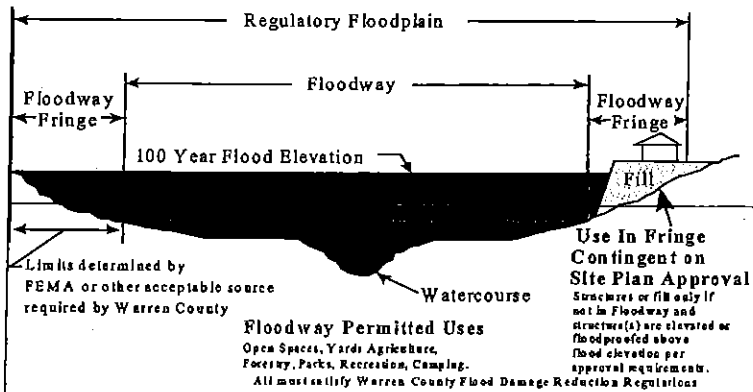 Regulatory Floodplain
Floodway
Floodway
Fringe
Floodway
Fringe
100 Year Flood Elevation
Fill
Limits determined by
FEMA or other acceptable source
required by Warren County
Watercourse
Use In Fringe
Contingent on
Site Plan Approval
Structures or fill only if
not in Floodway and
structure(s) are elevated or
floodproofed above
flood elevation per
approval requirements.
Floodway Permitted Uses
Open Spaces, Yards Agriculture,
Forestry, Parks, Recreation, Camping.
All must satisfy Warren County Flood Damage Reduction Regulations